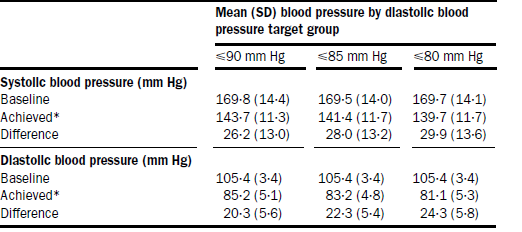 Mean (SD) blood pressure by diastolic blood
pressure target group
≤90 mm Hg ≤85 mm Hg ≤80 mm Hg
Systolic blood pressure (mm Hg)
Baseline 169·8 (14·4) 169·5 (14·0) 169·7 (14·1)
Achieved* 143·7 (11·3) 141·4 (11·7) 139·7 (11·7)
Difference 26·2 (13·0) 28·0 (13·2) 29·9 (13·6)
Diastolic blood pressure (mm Hg)
Baseline 105·4 (3·4) 105·4 (3·4) 105·4 (3·4)
Achieved* 85·2 (5·1) 83·2 (4·8) 81·1 (5·3)
Difference 20·3 (5·6) 22·3 (5·4) 24·3 (5·8)